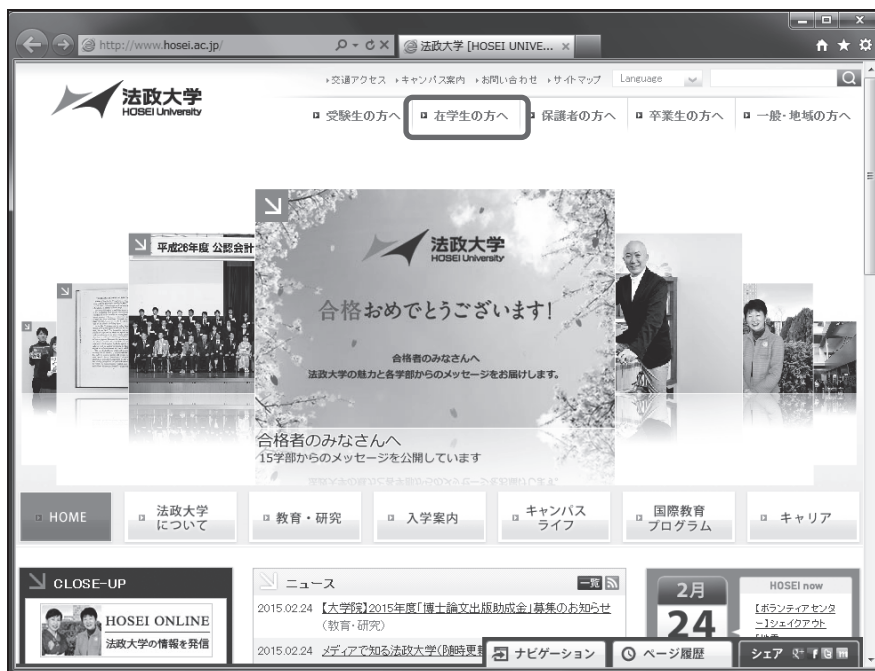 http://www.hosei.ac.jp/
法政大学 [HOSEI UNIVE...
交通アクセス キャンパス案内 お問い合わせ サイトマップ Language
法政大学
HOSEI University
受験生の方へ 在学生の方へ 保護者の方へ 卒業生の方へ 一般・地域の方へ
平成26年度 公認会計
法政大学
HOSEI University
合格おめでとうございます!
合格者のみなさんへ
法政大学の魅力と各学部からのメッセージをお届けします。
合格者のみなさんへ
15学部からのメッセージを公開しています
HOME
法政大学
について
教育・研究
入学案内
キャンパス
ライフ
国際教育
プログラム
キャリア
CLOSE-UP
HOSEI ONLINE
法政大学の情報を発信
ニュース
一覧
2015.02.24 【大学院】2015年度「博士論文出版助成金」募集のお知らせ
(教育・研究)
2015.02.24 メディアで知る法政大学(随時更新
2月
24
HOSEI now
【ボランティアセンタ
ー】シェイクアウト
ナビゲーション
ページ履歴
シェア